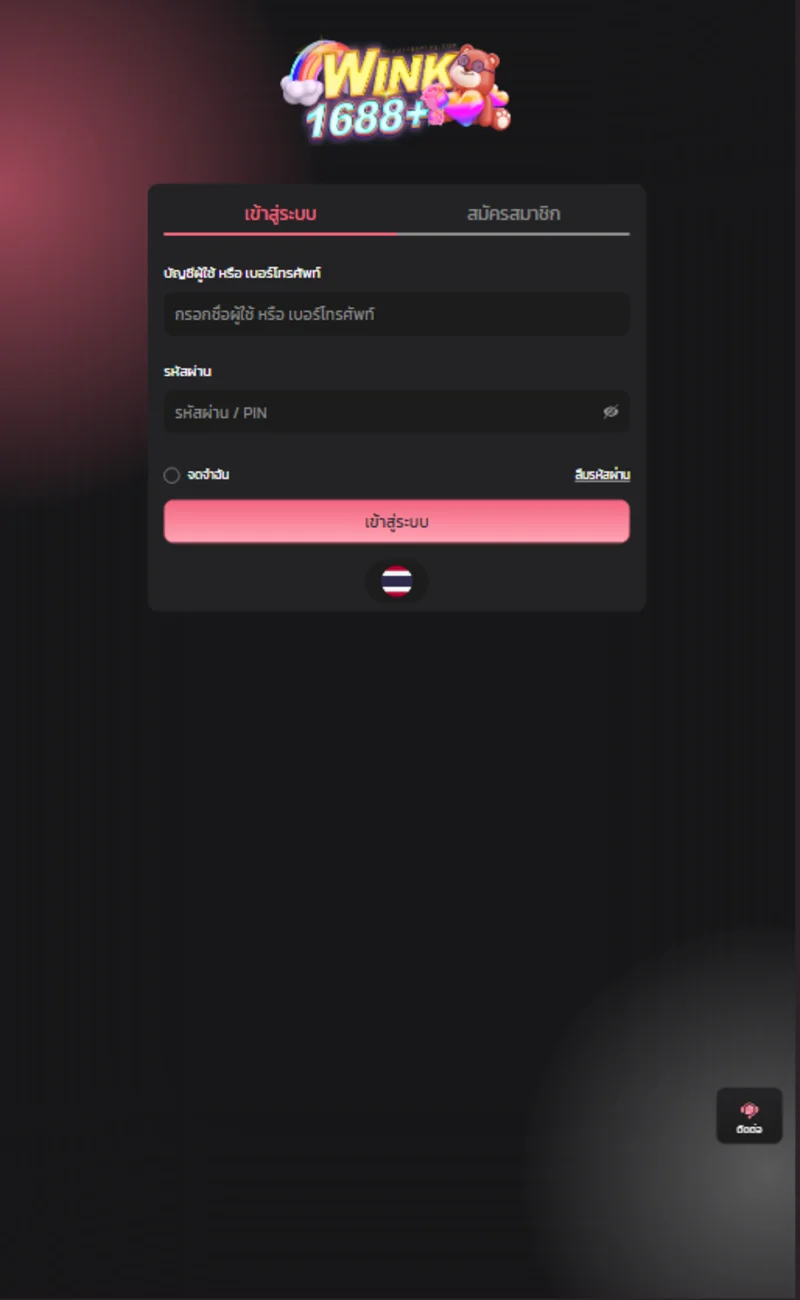 WINK
1688+
เข้าสู่ระบบ
สมัครสมาชิก
บัญชีผู้ใช้ หรือ เบอร์โทรศัพท์
กรอกชื่อผู้ใช้ หรือ เบอร์โทรศัพท์
รหัสผ่าน
รหัสผ่าน / PIN
จดจำฉัน
ลืมรหัสผ่าน
เข้าสู่ระบบ
ติดต่อ